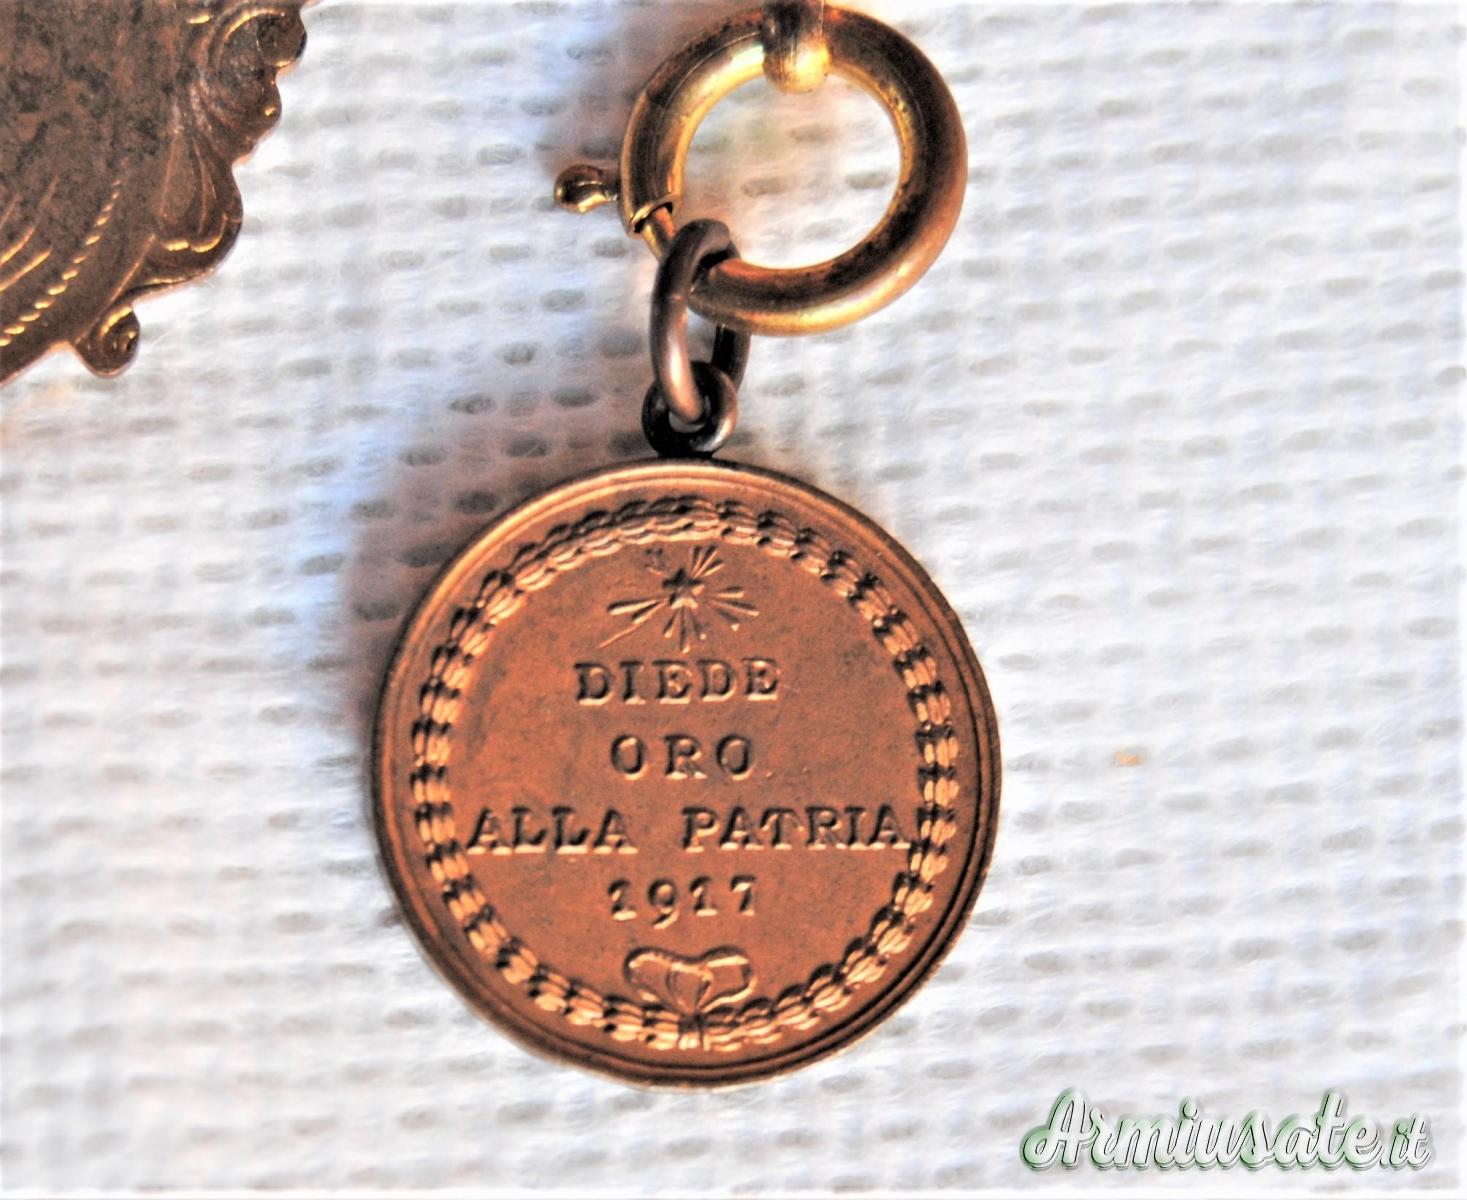 DIEDE
ORO
ALLA PATRIA
1917
Armiusate.it